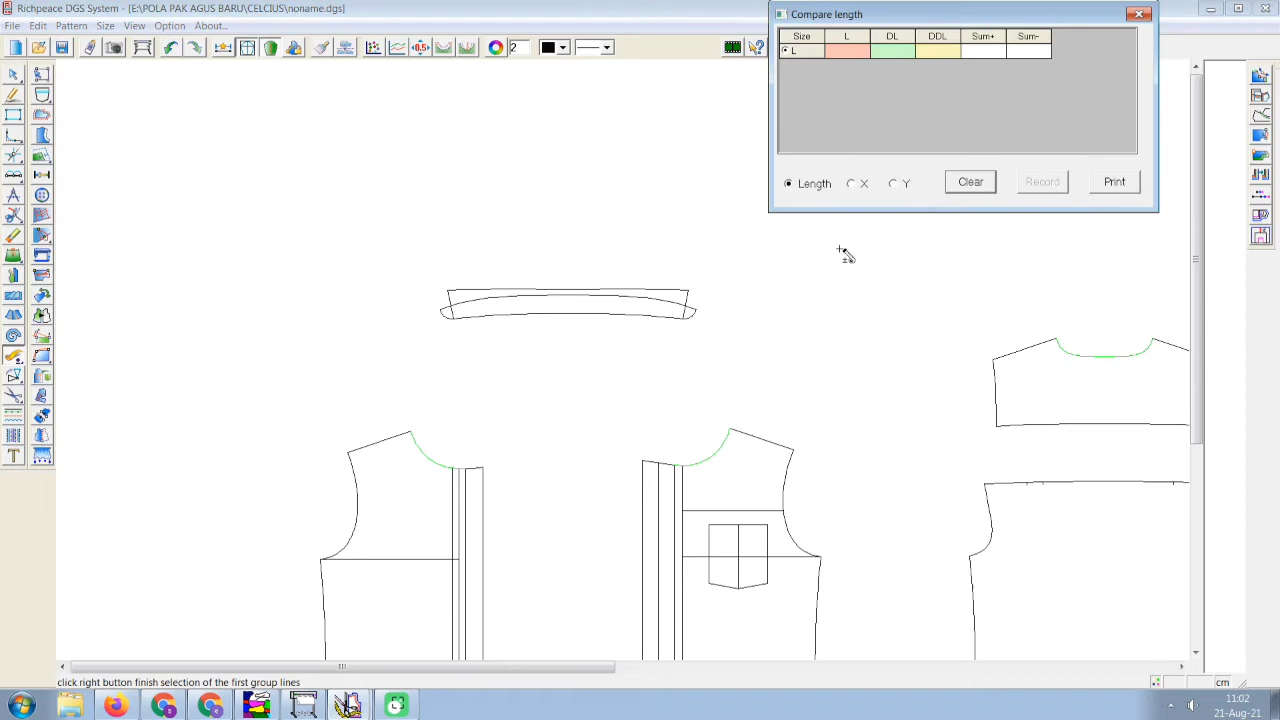 Richpeace DGS System - [E:\POLA PAK AGUS BARU\CELCIUS\noname.dgs]
File Edit Pattern Size View Option About...
2
Compare length
Size L DL DDL Sum+ Sum-
L
Length X Y Clear Record Print
click right button finish selection of the first group lines
cm
11:02
21-Aug-21